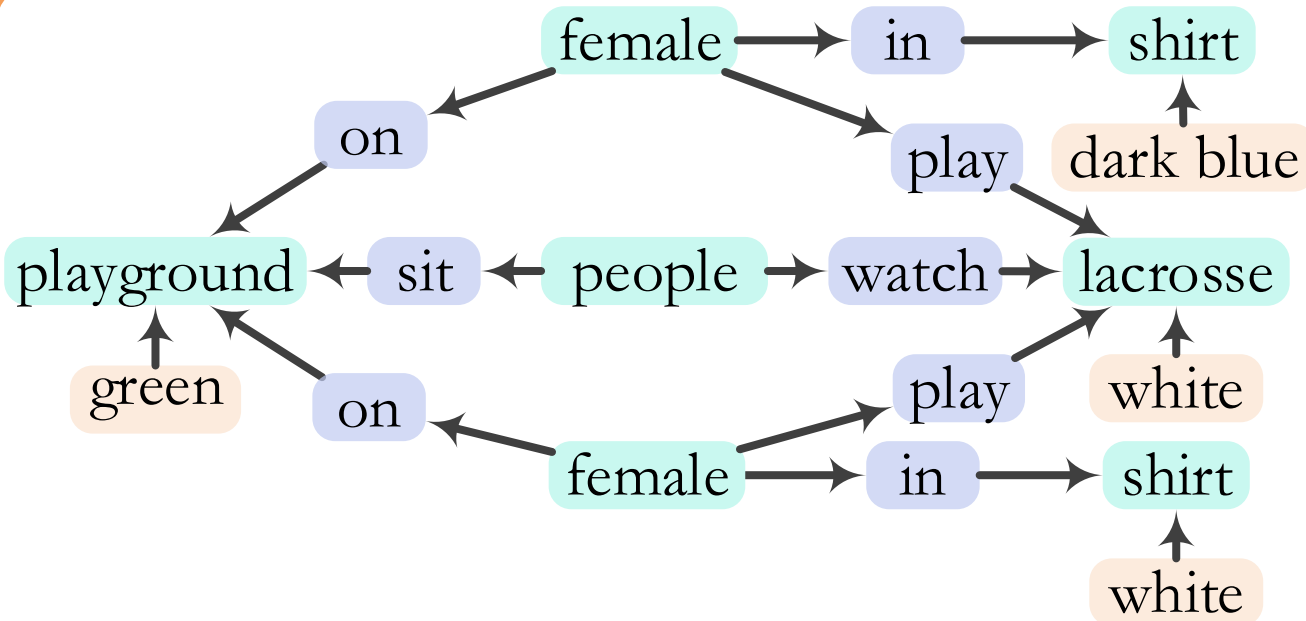 female in shirt
on
play dark blue
playground sit people watch lacrosse
green
play white
on
female in shirt
white